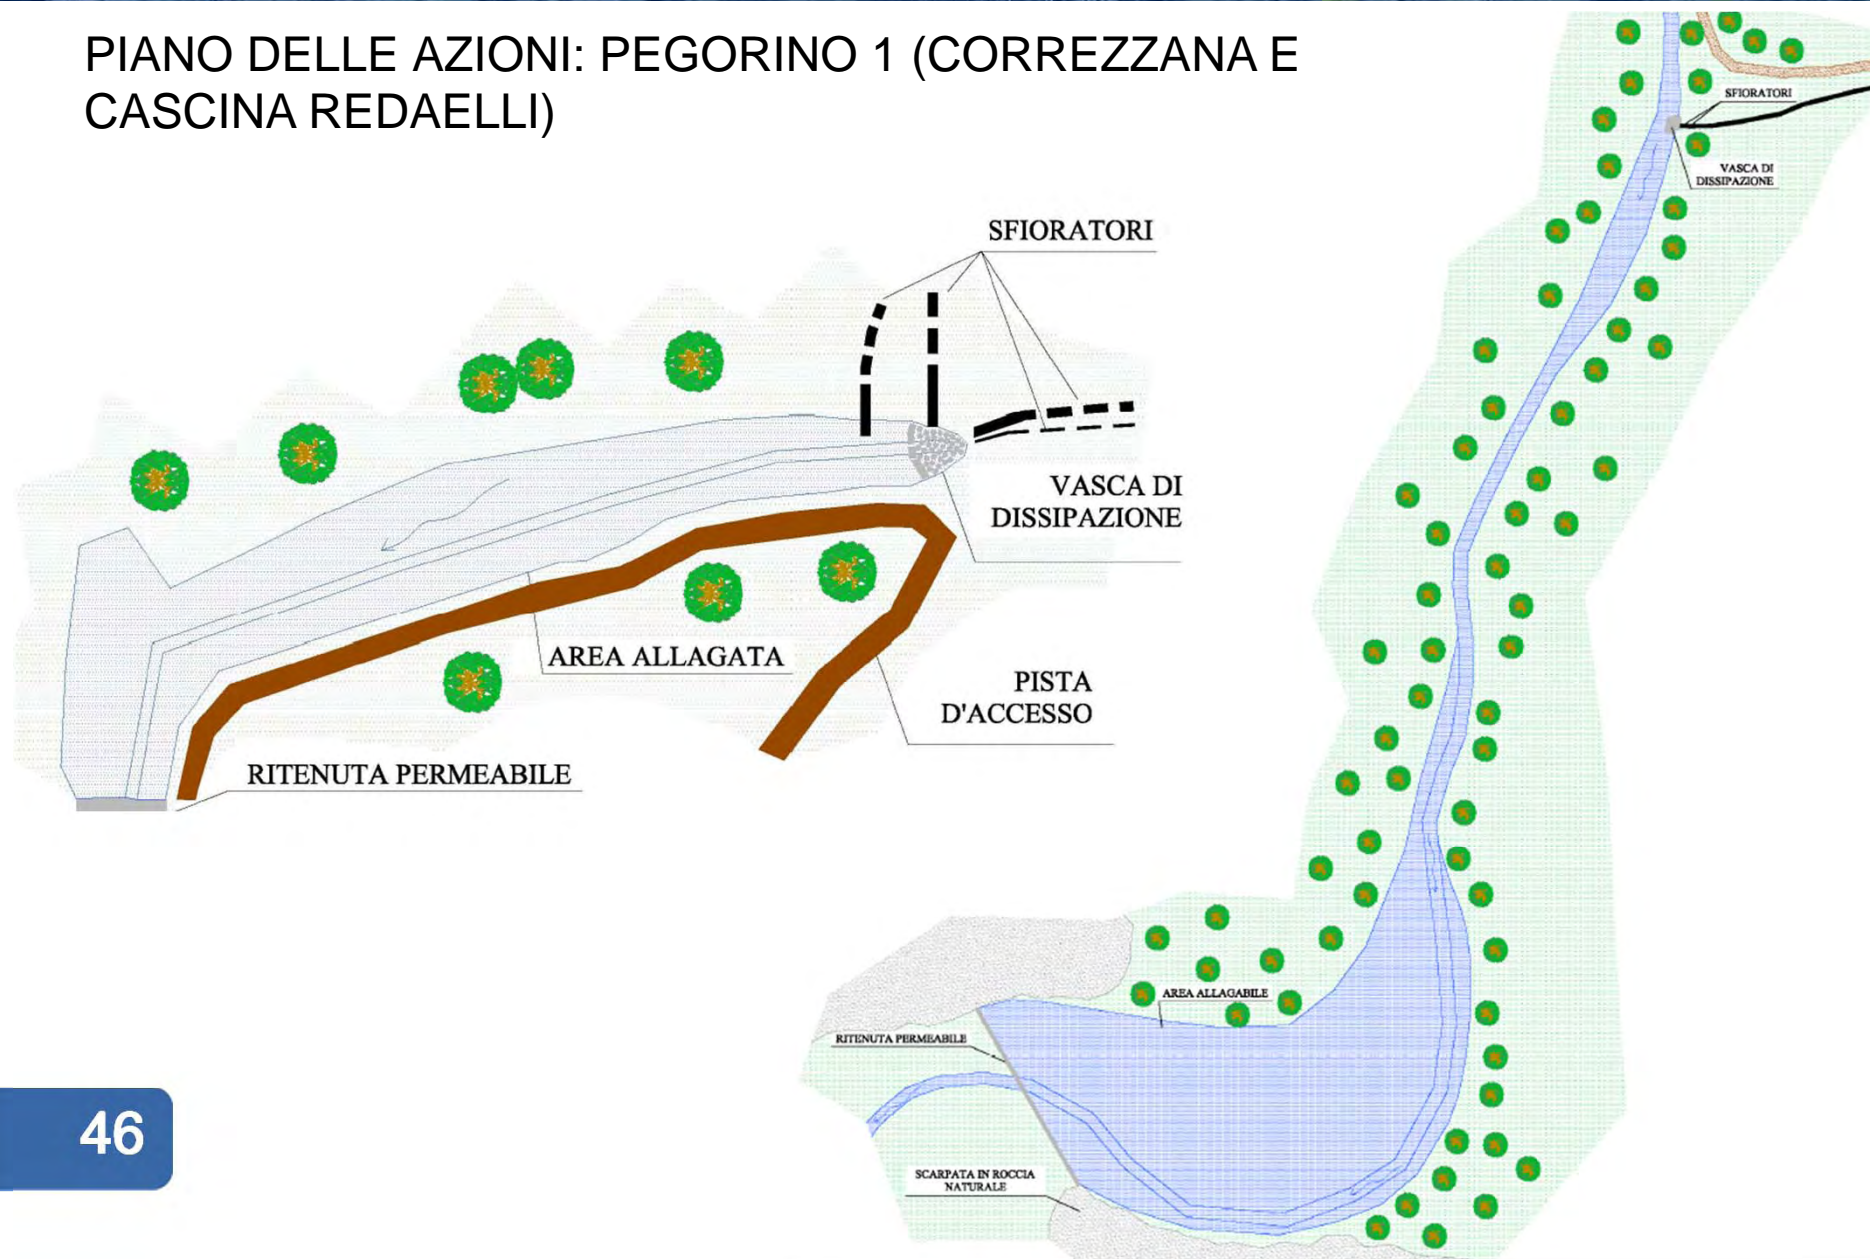 PIANO DELLE AZIONI: PEGORINO 1 (CORREZZANA E
CASCINA REDAELLI)
SFIORATORI
VASCA DI
DISSIPAZIONE
AREA ALLAGATA
PISTA
D'ACCESSO
RITENUTA PERMEABILE
SFIORATORI
VASCA DI
DISSIPAZIONE
AREA ALLAGABILE
RITENUTA PERMEABILE
SCARPATA IN ROCCIA
NATURALE
46